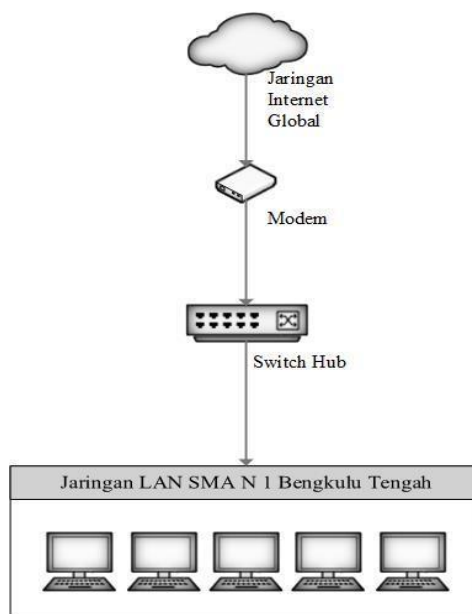 Jaringan
Internet
Global
Modem
Switch Hub
Jaringan LAN SMA N 1 Bengkulu Tengah